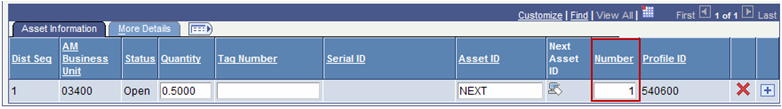 Customize | Find | View All | First 1 of 1 Last
Asset Information More Details
Dist Seq AM Business Unit Status Quantity Tag Number Serial ID Asset ID Next Asset ID Number Profile ID
1 03400 Open 0.5000 NEXT 1 540600